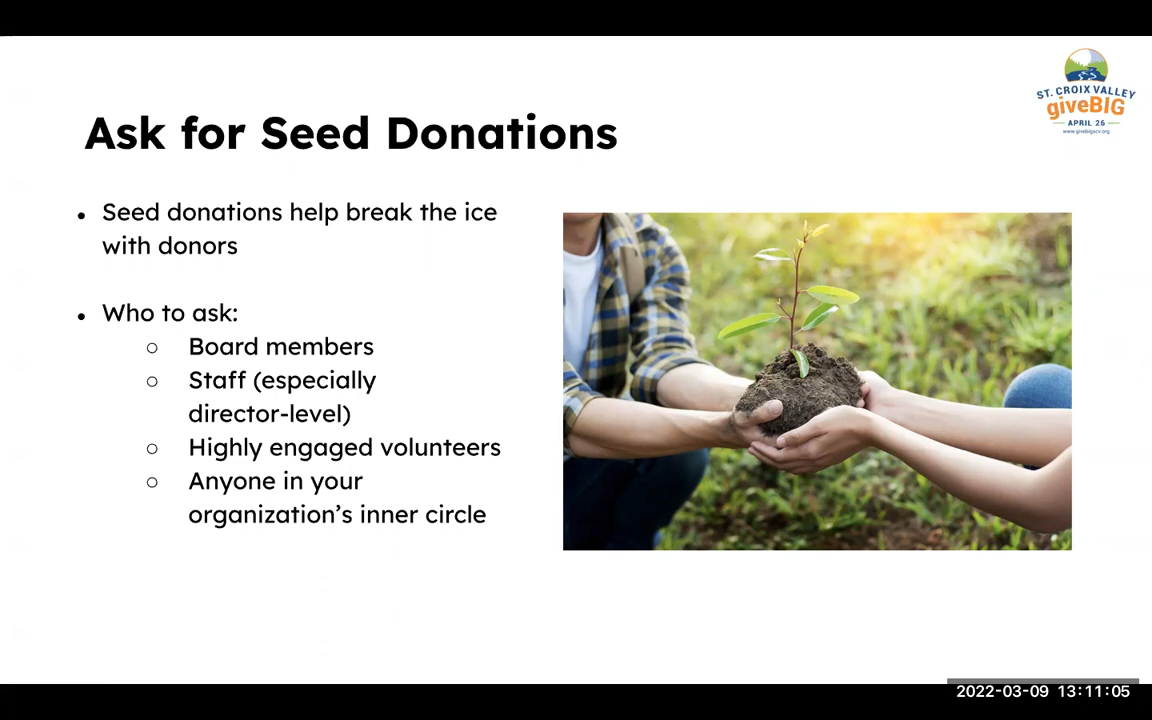 ST. CROIX VALLEY
giveBIG
APRIL 26
www.givebigscv.org
Ask for Seed Donations
● Seed donations help break the ice
with donors
● Who to ask:
○ Board members
○ Staff (especially
director-level)
○ Highly engaged volunteers
○ Anyone in your
organization’s inner circle
2022-03-09 13:11:05